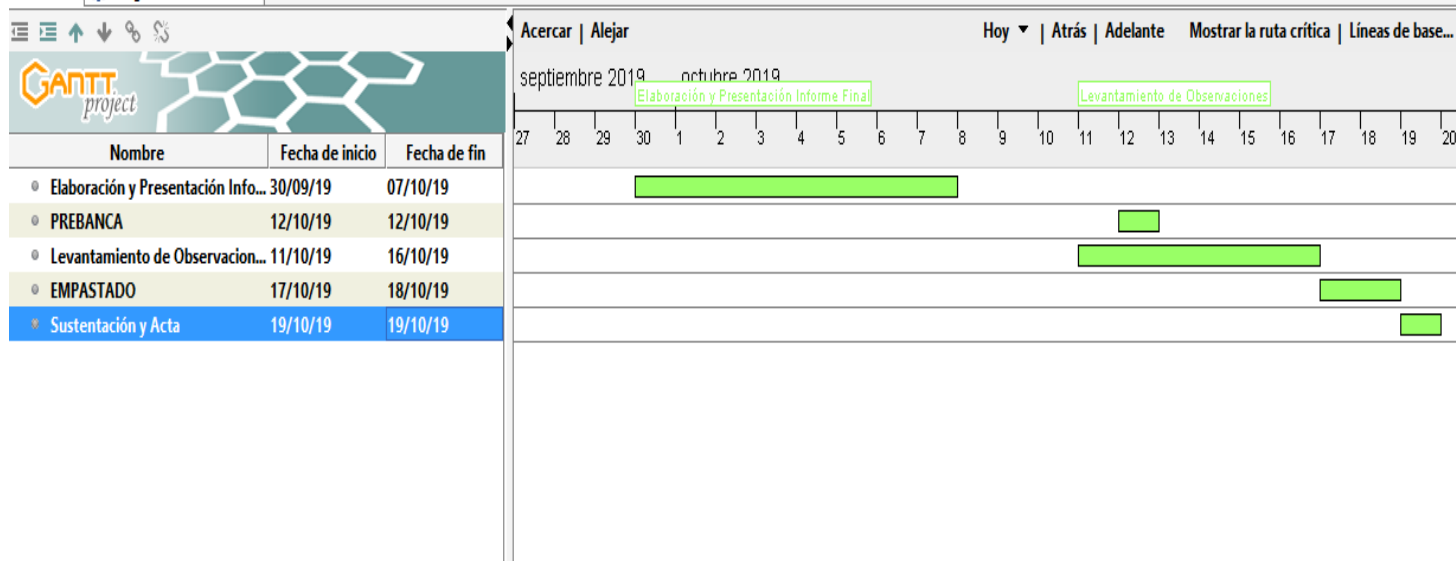 Acercar | Alejar
Hoy ▼ | Atrás | Adelante Mostrar la ruta crítica | Líneas de base...
GANTT
project
septiembre 2019 octubre 2019
Elaboración y Presentación Informe Final
Levantamiento de Observaciones
27 28 29 30 1 2 3 4 5 6 7 8 9 10 11 12 13 14 15 16 17 18 19 20
Nombre Fecha de inicio Fecha de fin
Elaboración y Presentación Info... 30/09/19 07/10/19
PREBANCA 12/10/19 12/10/19
Levantamiento de Observacion... 11/10/19 16/10/19
EMPASTADO 17/10/19 18/10/19
Sustentación y Acta 19/10/19 19/10/19